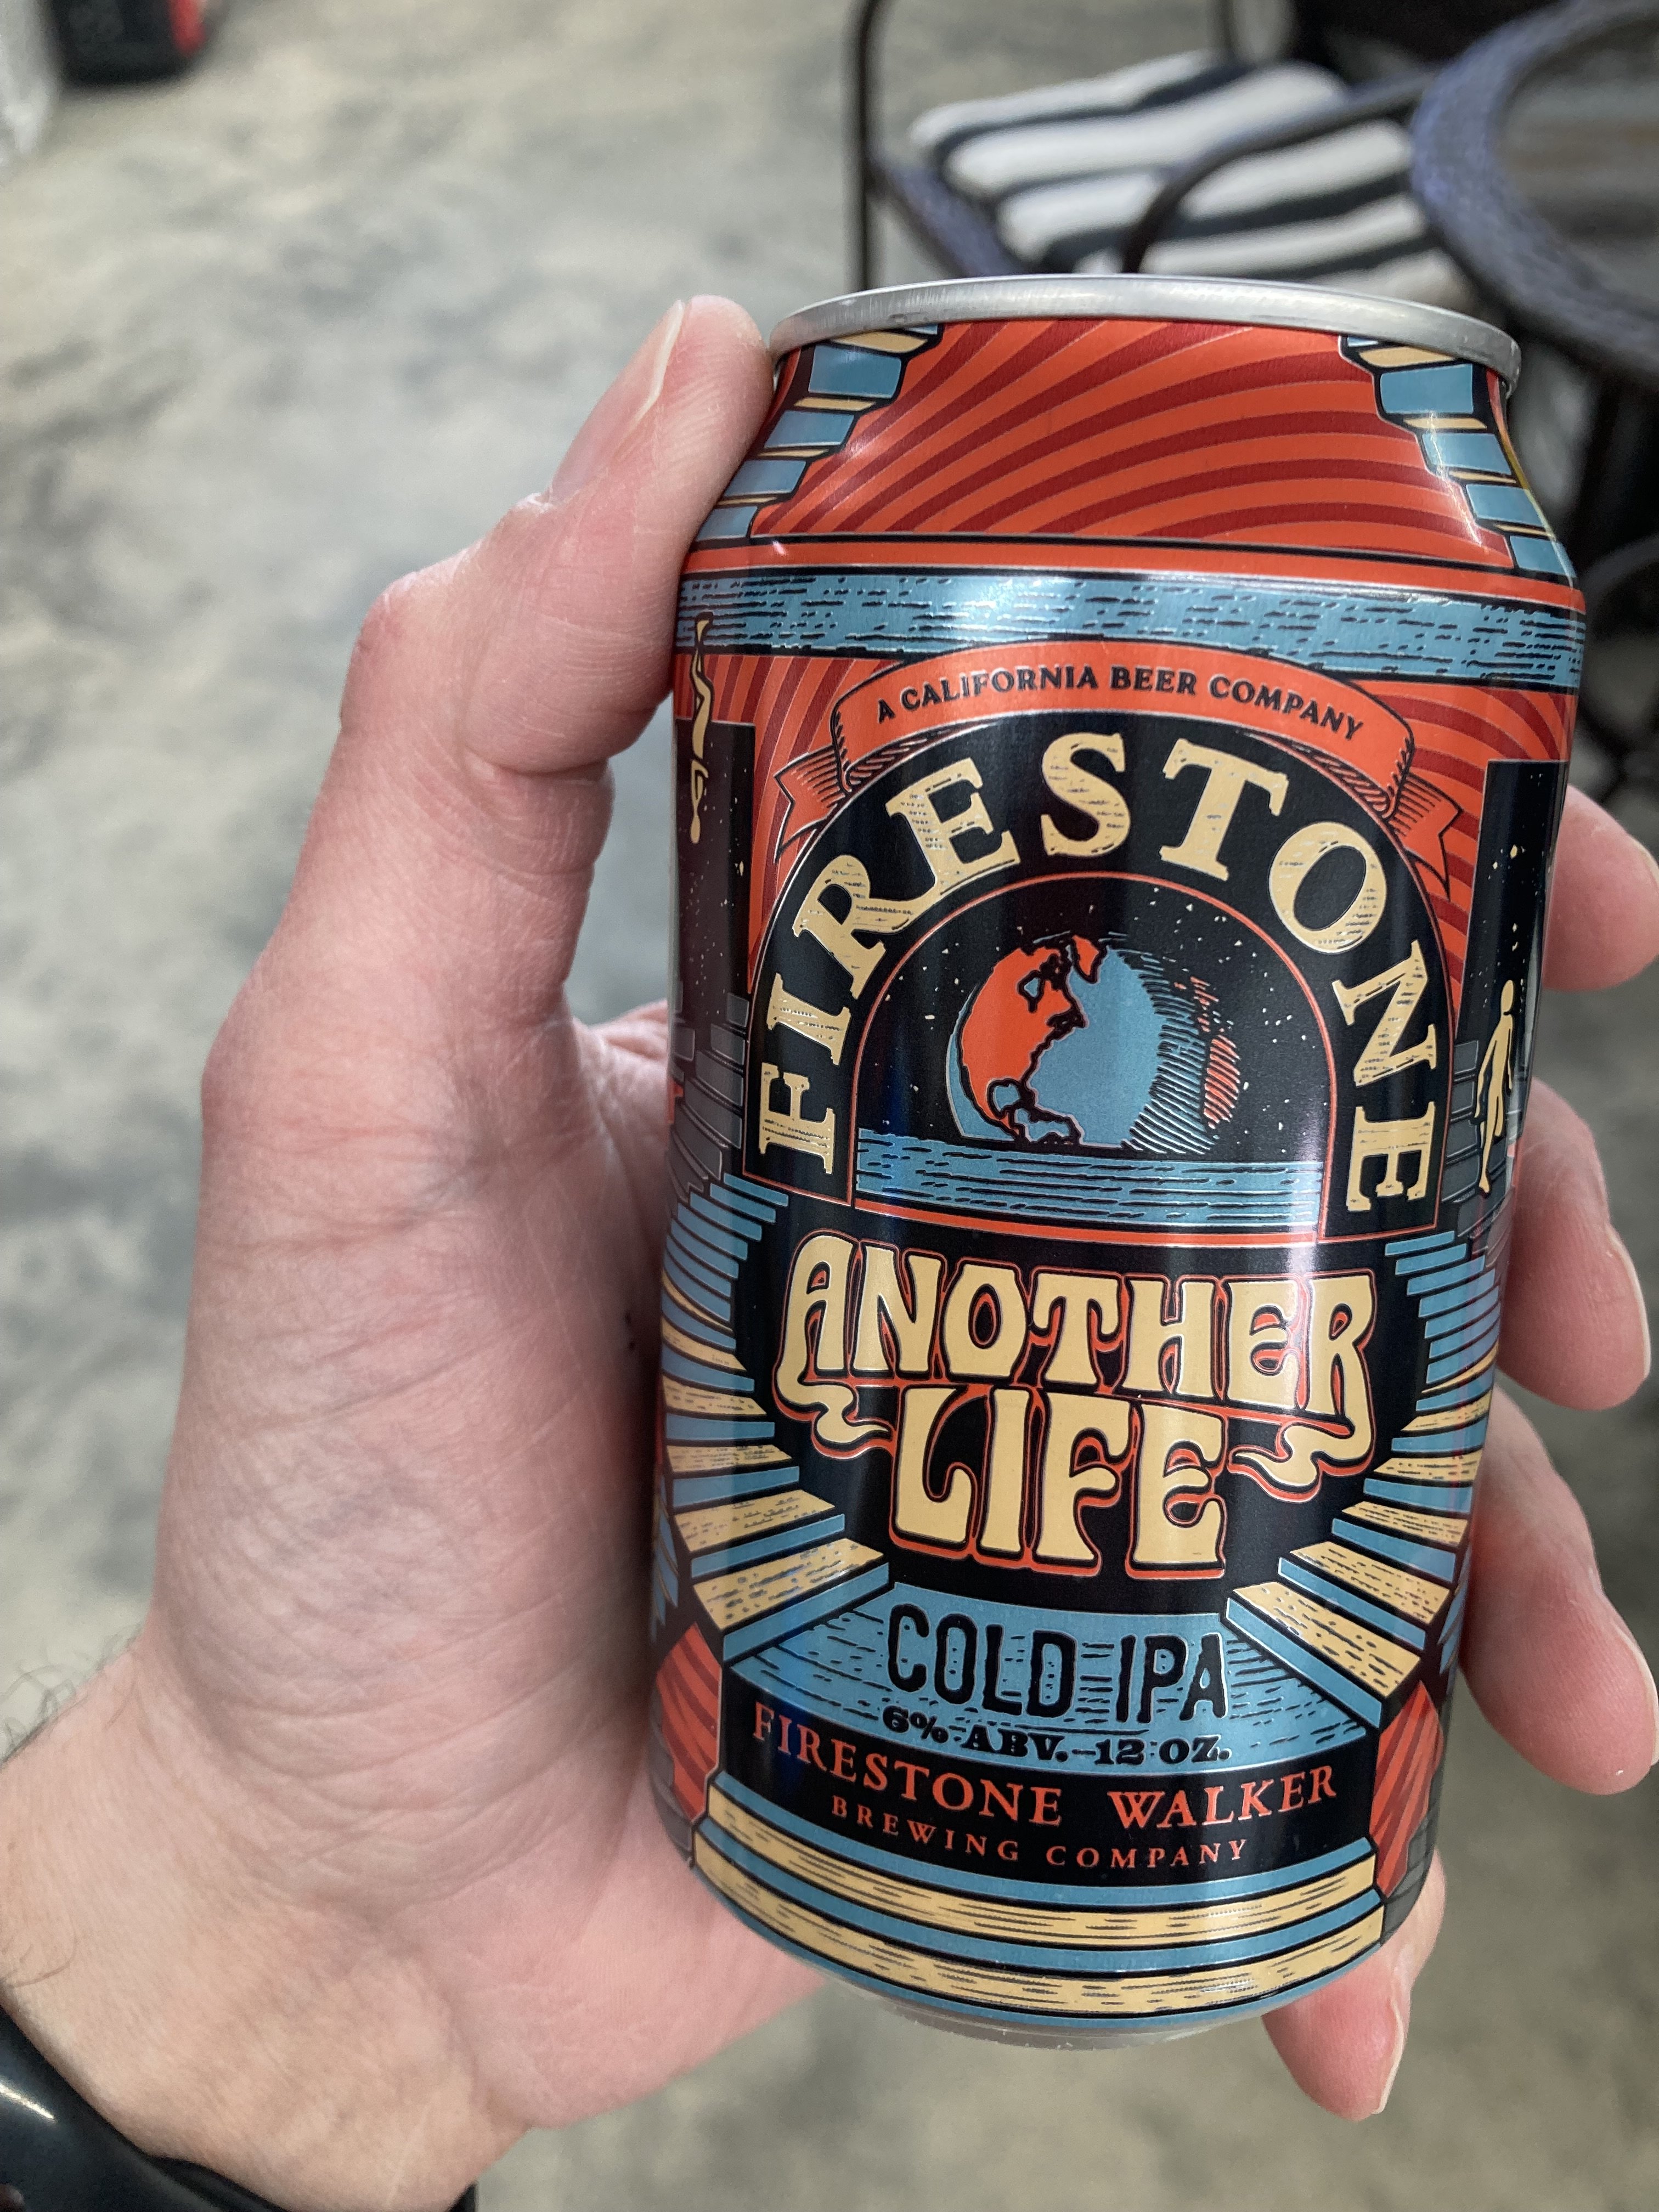 A CALIFORNIA BEER COMPANY
FIRESTONE
ANOTHER
LIFE
COLD IPA
6% ABV. 12 OZ.
FIRESTONE WALKER
BREWING COMPANY